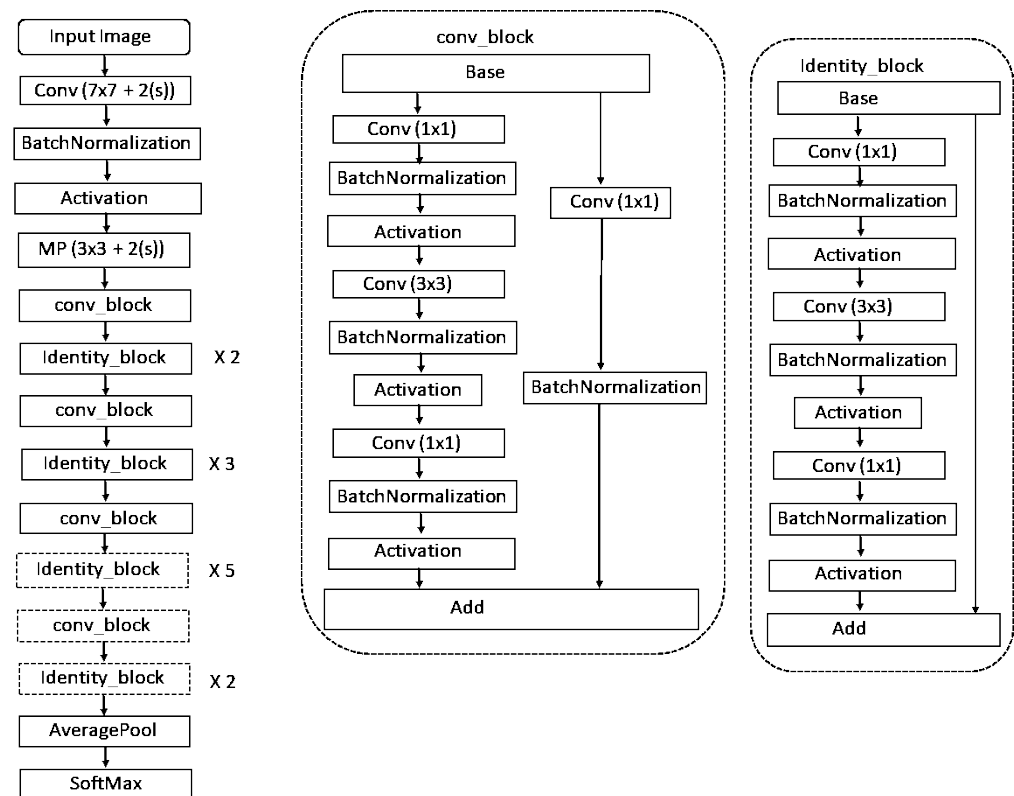 Input Image
Conv (7x7 + 2(s))
BatchNormalization
Activation
MP (3x3 + 2(s))
conv_block
Identity_block X 2
conv_block
Identity_block X 3
conv_block
Identity_block X 5
conv_block
Identity_block X 2
AveragePool
SoftMax
conv_block
Base
Conv (1x1)
BatchNormalization
Activation
Conv (3x3)
BatchNormalization
Activation
Conv (1x1)
BatchNormalization
Activation
Conv (1x1)
BatchNormalization
Add
Identity_block
Base
Conv (1x1)
BatchNormalization
Activation
Conv (3x3)
BatchNormalization
Activation
Conv (1x1)
BatchNormalization
Activation
Add